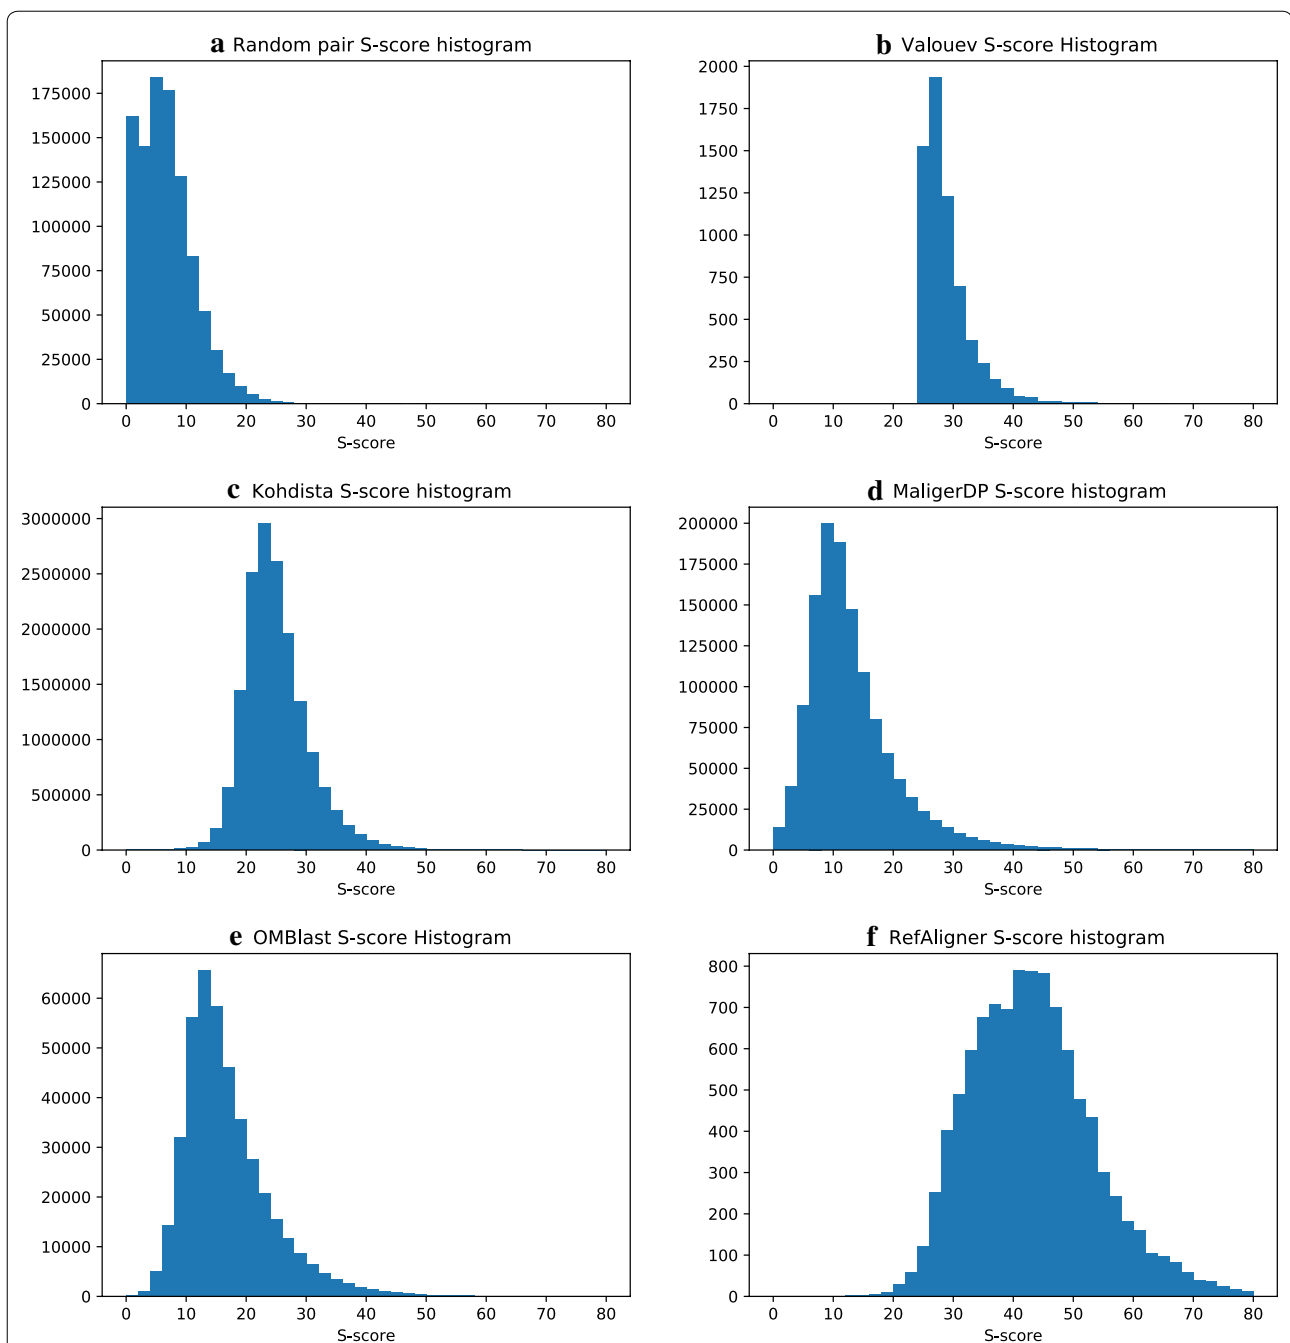 a Random pair S-score histogram
175000
150000
125000
100000
75000
50000
25000
0
0 10 20 30 40 50 60 70 80
S-score
b Valouev S-score Histogram
2000
1750
1500
1250
1000
750
500
250
0
0 10 20 30 40 50 60 70 80
S-score
c Kohdista S-score histogram
3000000
2500000
2000000
1500000
1000000
500000
0
0 10 20 30 40 50 60 70 80
S-score
d MaligerDP S-score histogram
200000
175000
150000
125000
100000
75000
50000
25000
0
0 10 20 30 40 50 60 70 80
S-score
e OMBlast S-score Histogram
60000
50000
40000
30000
20000
10000
0
0 10 20 30 40 50 60 70 80
S-score
f RefAligner S-score histogram
800
700
600
500
400
300
200
100
0
0 10 20 30 40 50 60 70 80
S-score